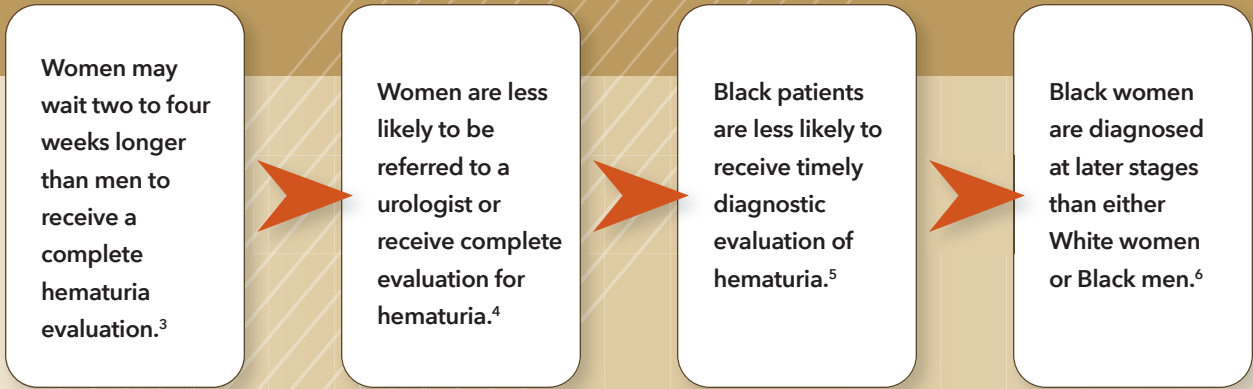 Women may
wait two to four
weeks longer
than men to
receive a
complete
hematuria
evaluation.³
Women are less
likely to be
referred to a
urologist or
receive complete
evaluation for
hematuria.⁴
Black patients
are less likely to
receive timely
diagnostic
evaluation of
hematuria.⁵
Black women
are diagnosed
at later stages
than either
White women
or Black men.⁶